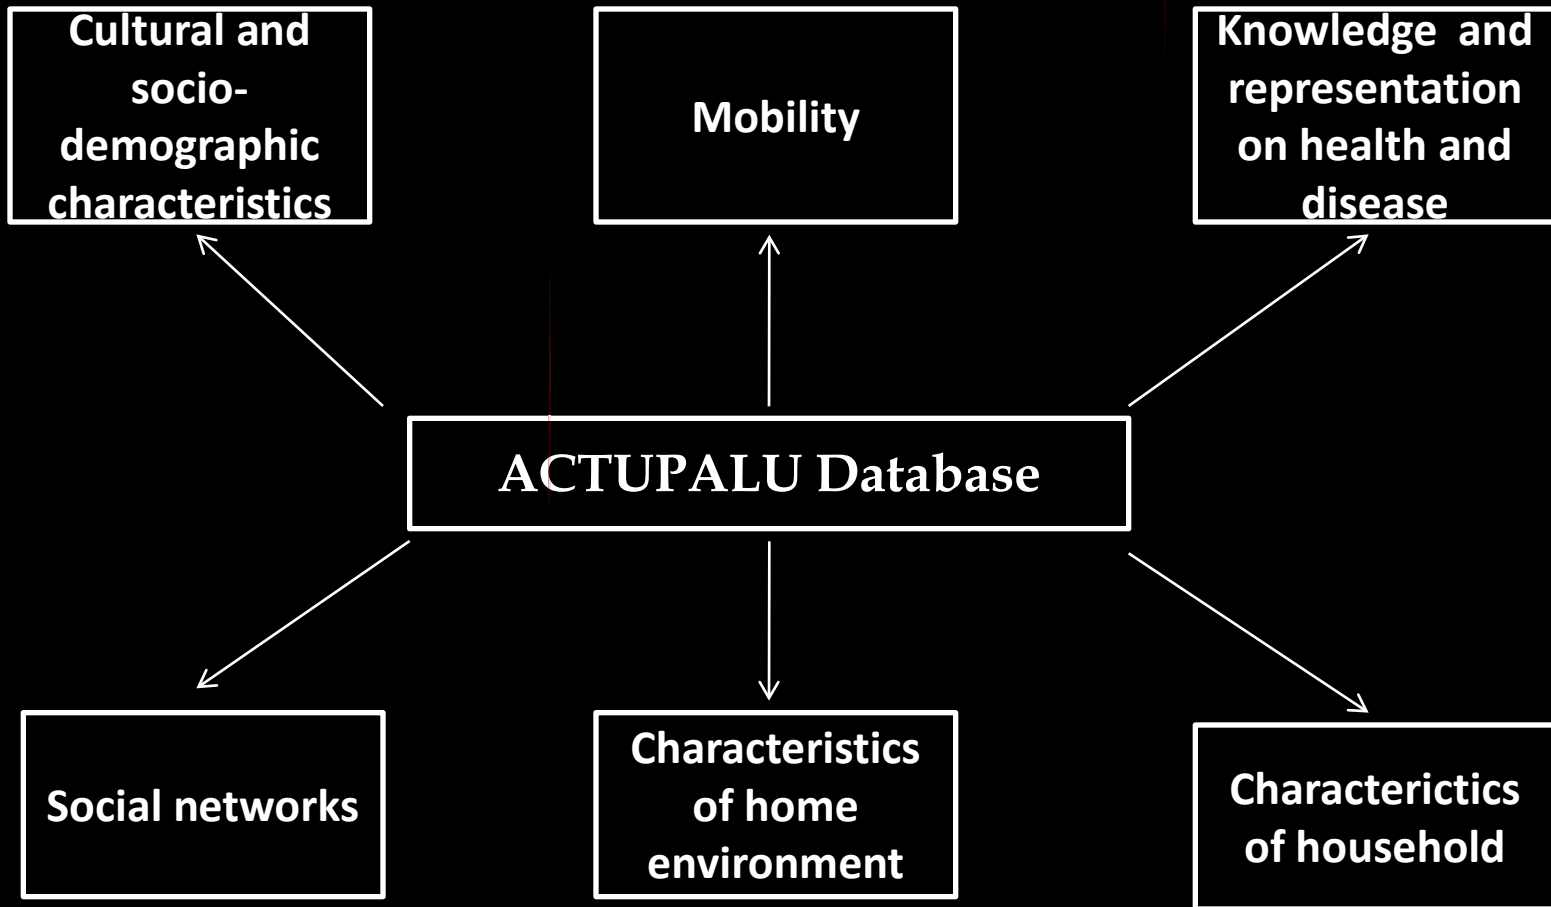 Cultural and
socio-
demographic
characteristics
Mobility
Knowledge and
representation
on health and
disease
ACTUPALU Database
Social networks
Characteristics
of home
environment
Characterictics
of household